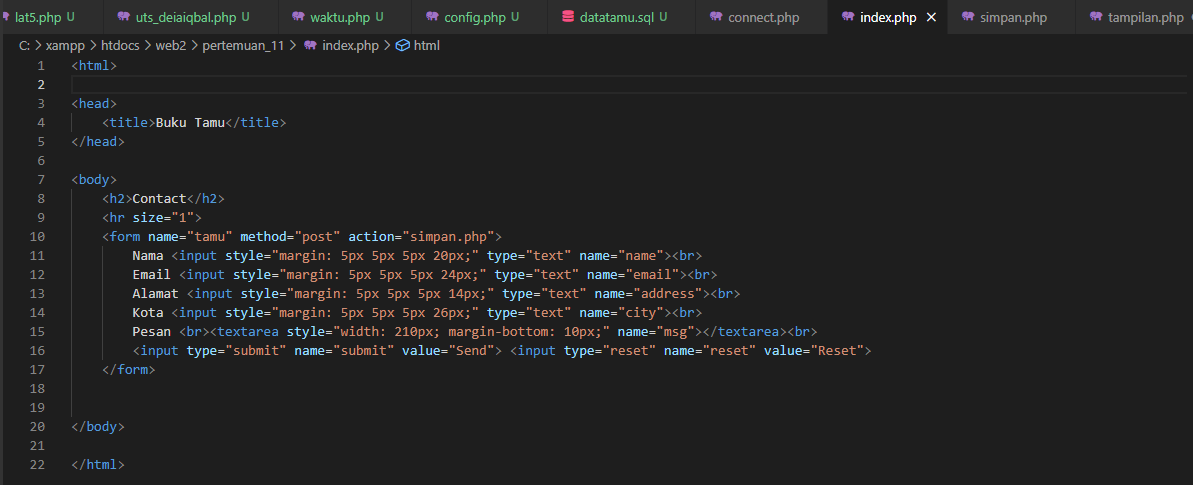 lat5.php U uts_deiaiqbal.php U waktu.php U config.php U datatamu.sql U connect.php index.php simpan.php tampilan.php
C: > xampp > htdocs > web2 > pertemuan_11 > index.php > html
1 <html>
2
3 <head>
4 <title>Buku Tamu</title>
5 </head>
6
7 <body>
8 <h2>Contact</h2>
9 <hr size="1">
10 <form name="tamu" method="post" action="simpan.php">
11 Nama <input style="margin: 5px 5px 5px 20px;" type="text" name="name"><br>
12 Email <input style="margin: 5px 5px 5px 24px;" type="text" name="email"><br>
13 Alamat <input style="margin: 5px 5px 5px 14px;" type="text" name="address"><br>
14 Kota <input style="margin: 5px 5px 5px 26px;" type="text" name="city"><br>
15 Pesan <br><textarea style="width: 210px; margin-bottom: 10px;" name="msg"></textarea><br>
16 <input type="submit" name="submit" value="Send"> <input type="reset" name="reset" value="Reset">
17 </form>
18
19
20 </body>
21
22 </html>